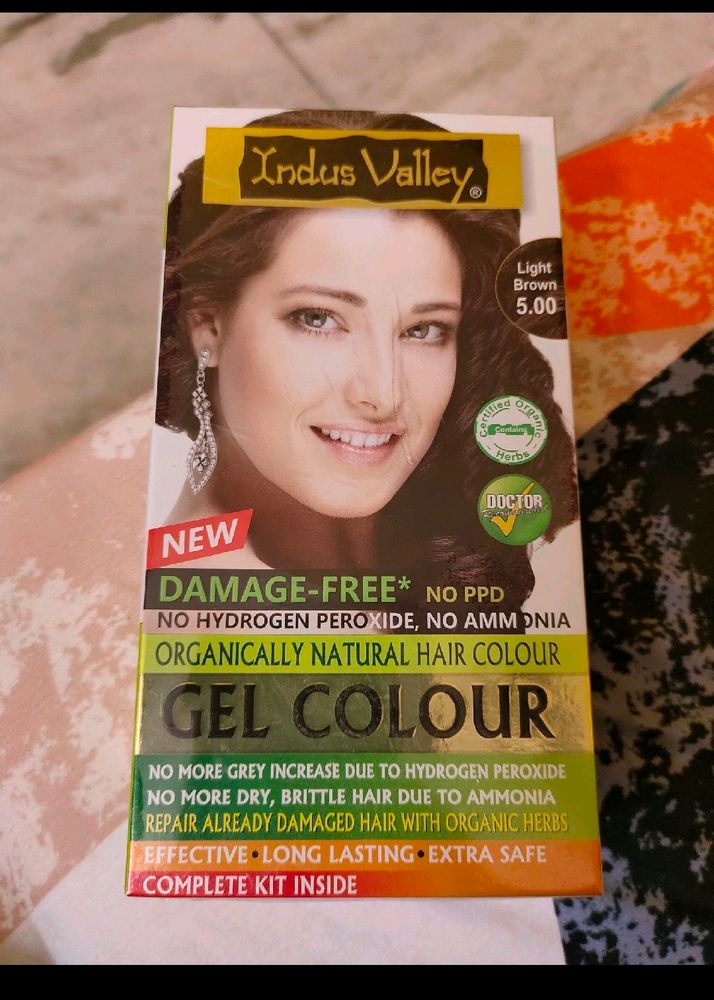 Indus Valley ®
Light
Brown
5.00
Certified Organic
Contains
Herbs
DOCTOR
NEW
DAMAGE-FREE* NO PPD
NO HYDROGEN PEROXIDE, NO AMMONIA
ORGANICALLY NATURAL HAIR COLOUR
GEL COLOUR
NO MORE GREY INCREASE DUE TO HYDROGEN PEROXIDE
NO MORE DRY, BRITTLE HAIR DUE TO AMMONIA
REPAIR ALREADY DAMAGED HAIR WITH ORGANIC HERBS
EFFECTIVE • LONG LASTING • EXTRA SAFE
COMPLETE KIT INSIDE